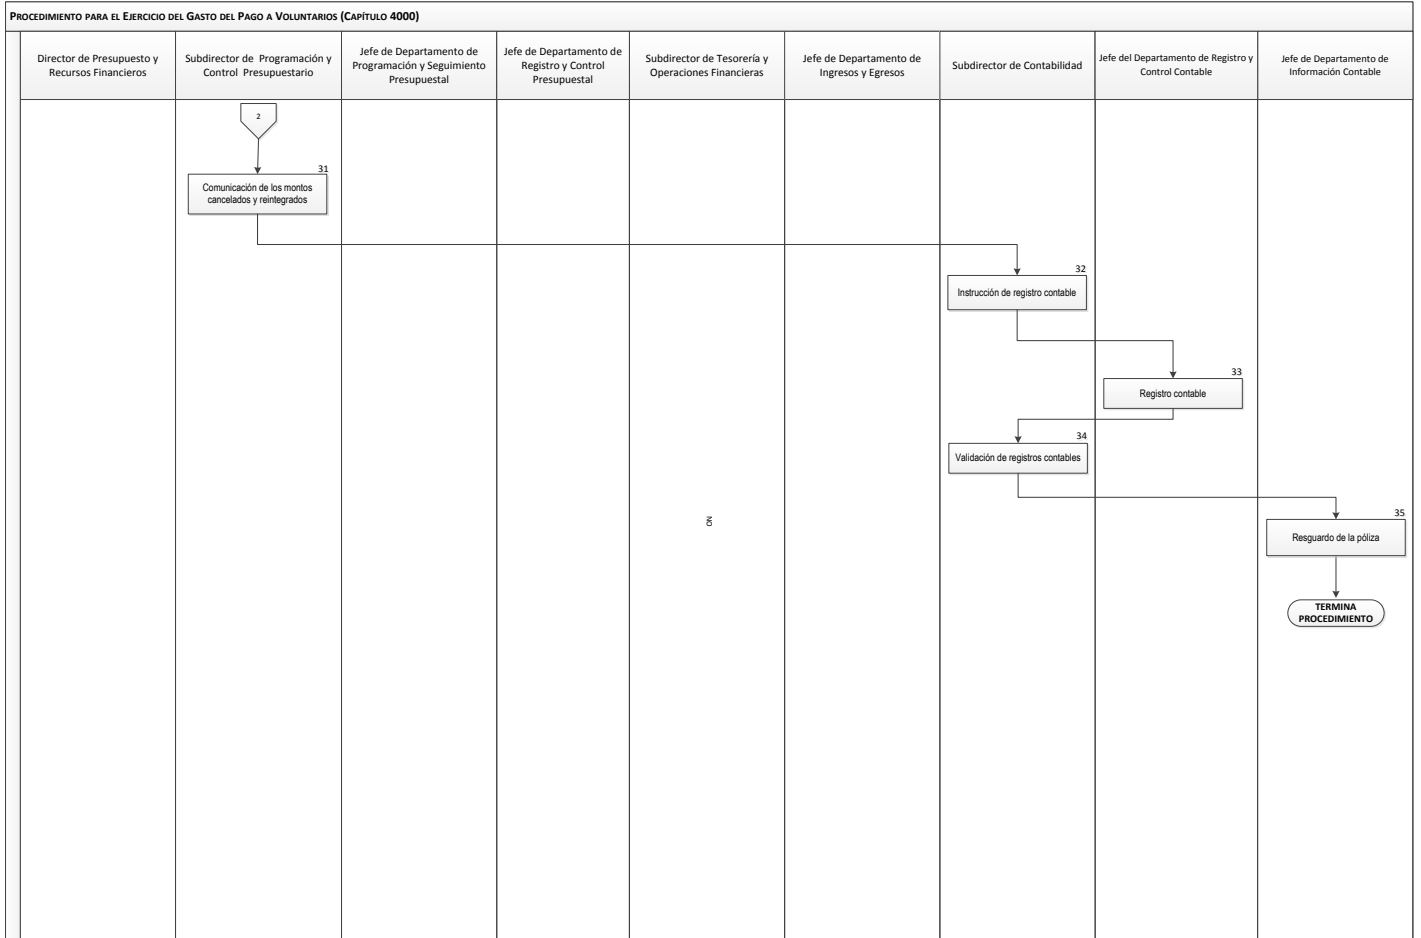 PROCEDIMIENTO PARA EL EJERCICIO DEL GASTO DEL PAGO A VOLUNTARIOS (CAPÍTULO 4000)
Director de Presupuesto y
Recursos Financieros
Subdirector de Programación y
Control Presupuestario
Jefe de Departamento de
Programación y Seguimiento
Presupuestal
Jefe de Departamento de
Registro y Control
Presupuestal
Subdirector de Tesorería y
Operaciones Financieras
Jefe de Departamento de
Ingresos y Egresos
Subdirector de Contabilidad
Jefe del Departamento de Registro y
Control Contable
Jefe de Departamento de
Información Contable
2
31
Comunicación de los montos
cancelados y reintegrados
32
Instrucción de registro contable
33
Registro contable
34
Validación de registros contables
NO
35
Resguardo de la póliza
TERMINA
PROCEDIMIENTO